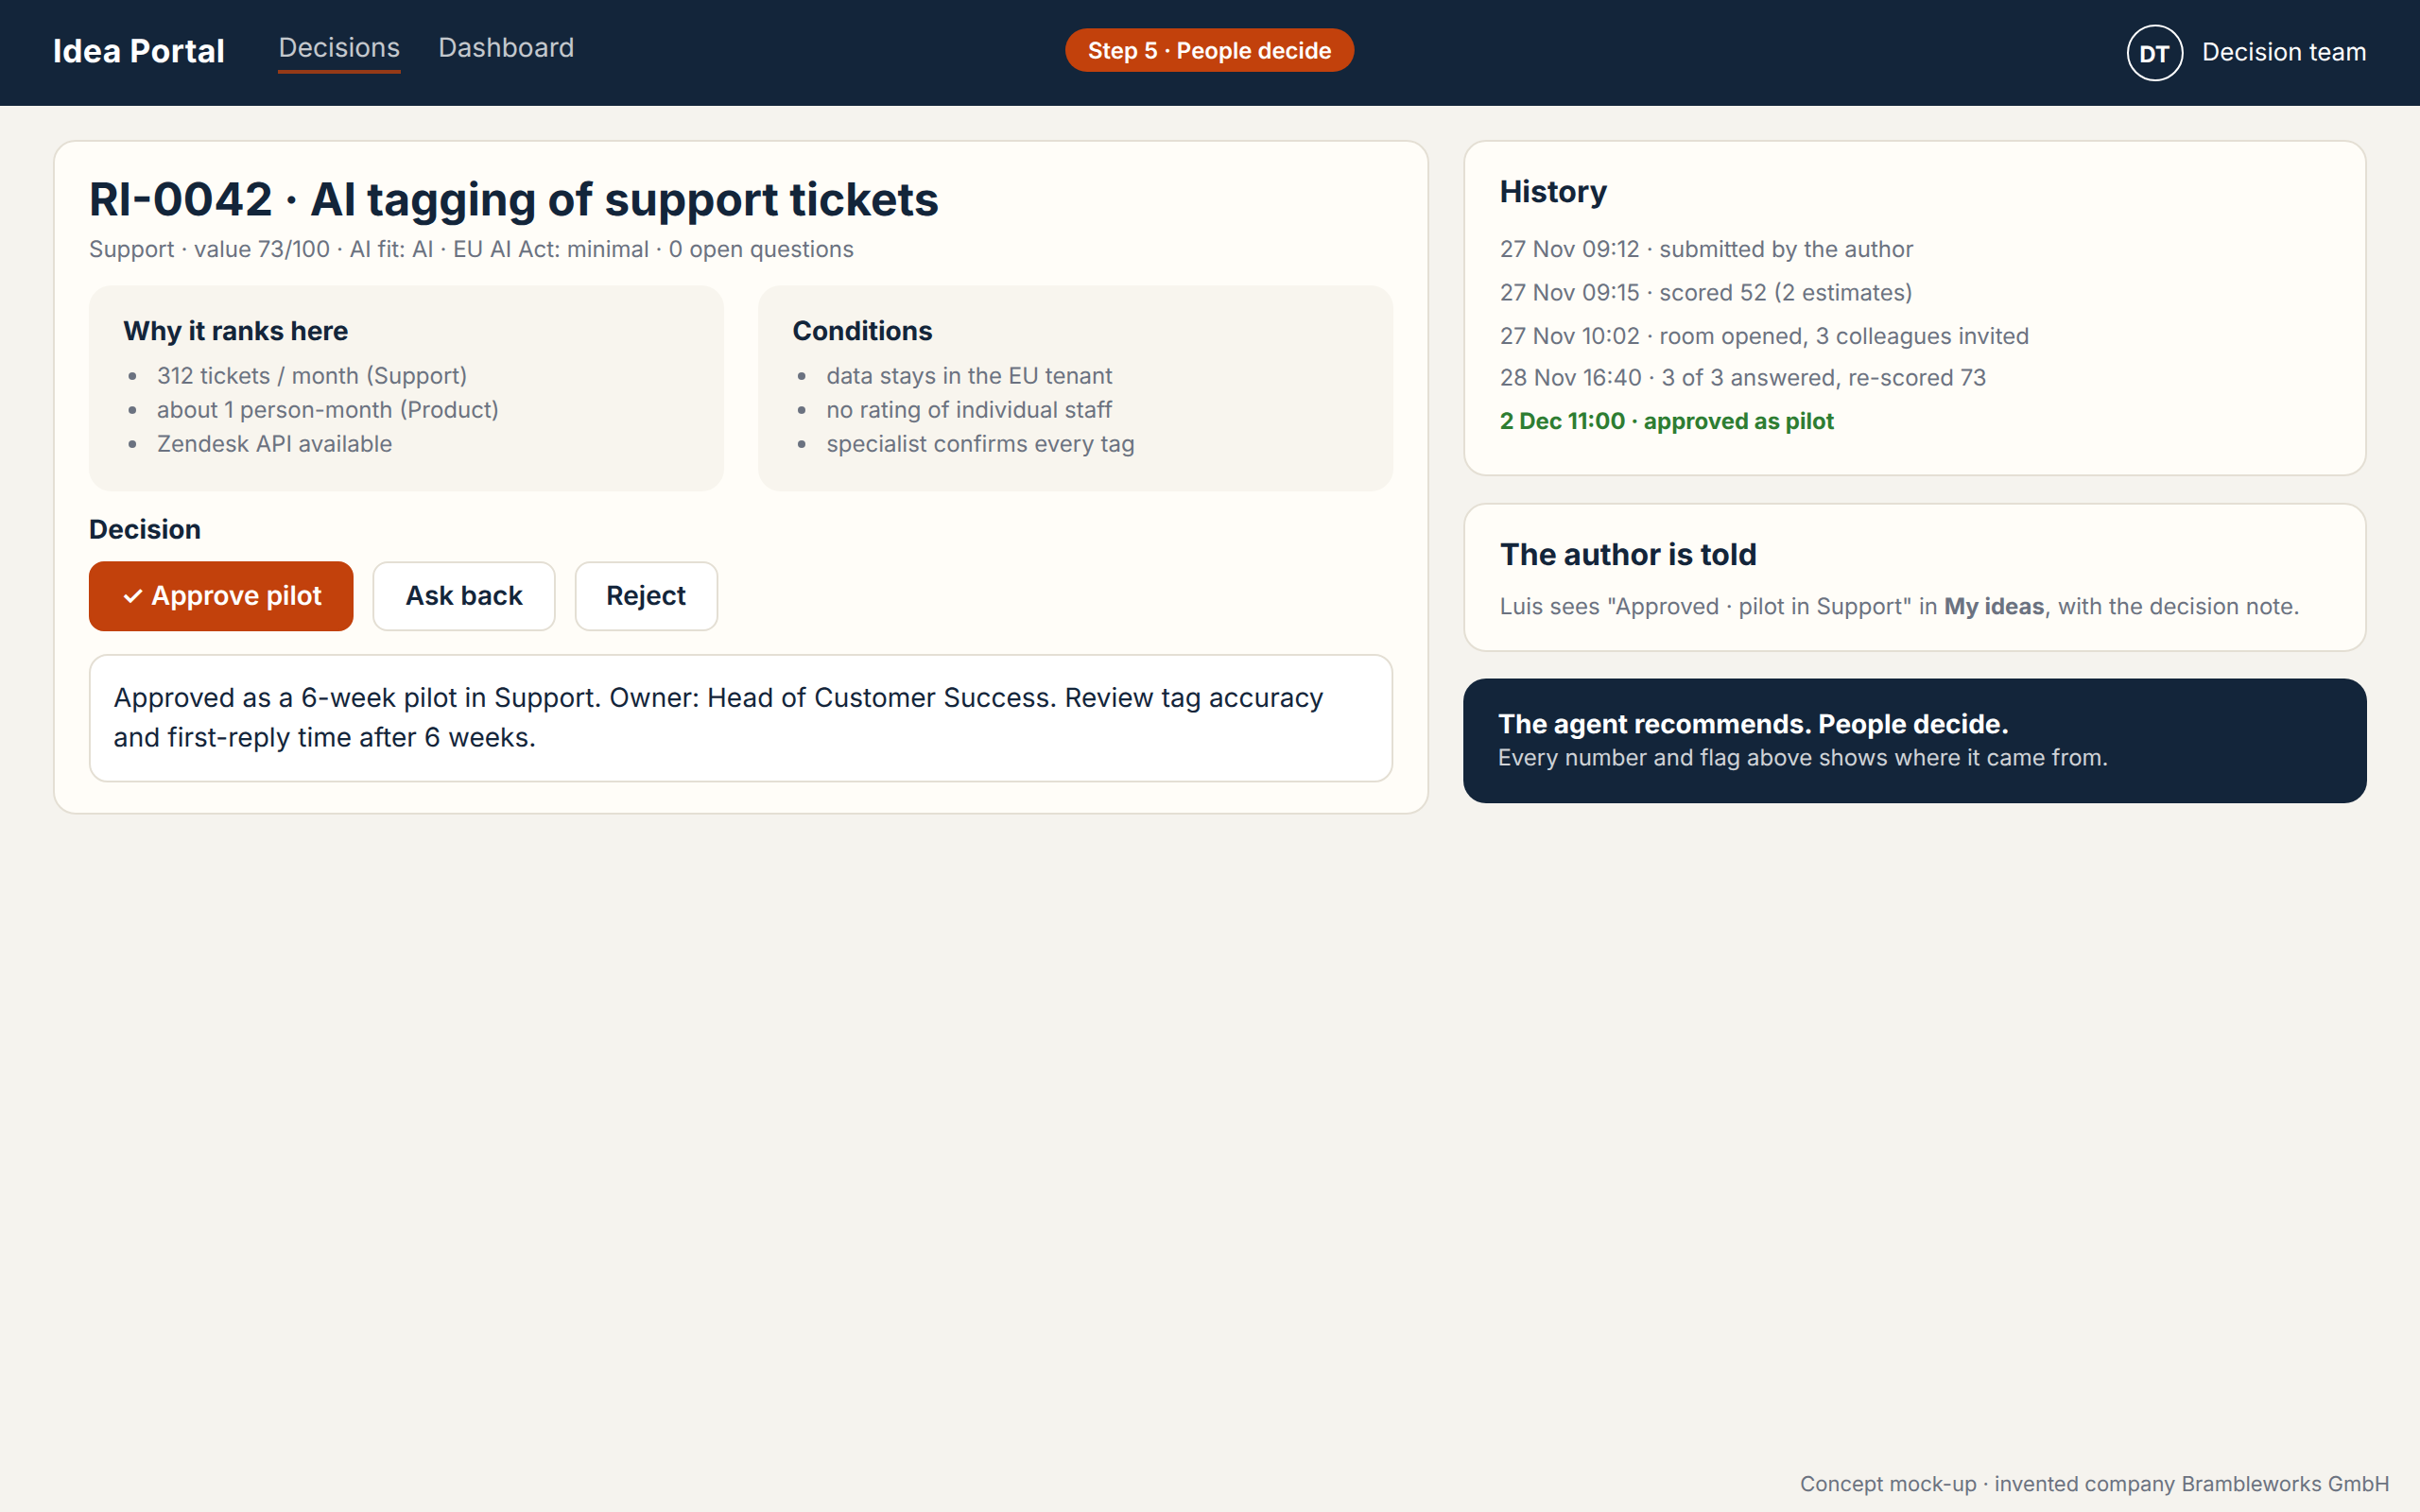 Idea Portal
Decisions
Dashboard
Step 5 · People decide
DT
Decision team
RI-0042 · AI tagging of support tickets
Support · value 73/100 · AI fit: AI · EU AI Act: minimal · 0 open questions
Why it ranks here
• 312 tickets / month (Support)
• about 1 person-month (Product)
• Zendesk API available
Conditions
• data stays in the EU tenant
• no rating of individual staff
• specialist confirms every tag
Decision
✓ Approve pilot
Ask back
Reject
Approved as a 6-week pilot in Support. Owner: Head of Customer Success. Review tag accuracy
and first-reply time after 6 weeks.
History
27 Nov 09:12 · submitted by the author
27 Nov 09:15 · scored 52 (2 estimates)
27 Nov 10:02 · room opened, 3 colleagues invited
28 Nov 16:40 · 3 of 3 answered, re-scored 73
2 Dec 11:00 · approved as pilot
The author is told
Luis sees "Approved · pilot in Support" in My ideas, with the decision note.
The agent recommends. People decide.
Every number and flag above shows where it came from.
Concept mock-up · invented company Brambleworks GmbH